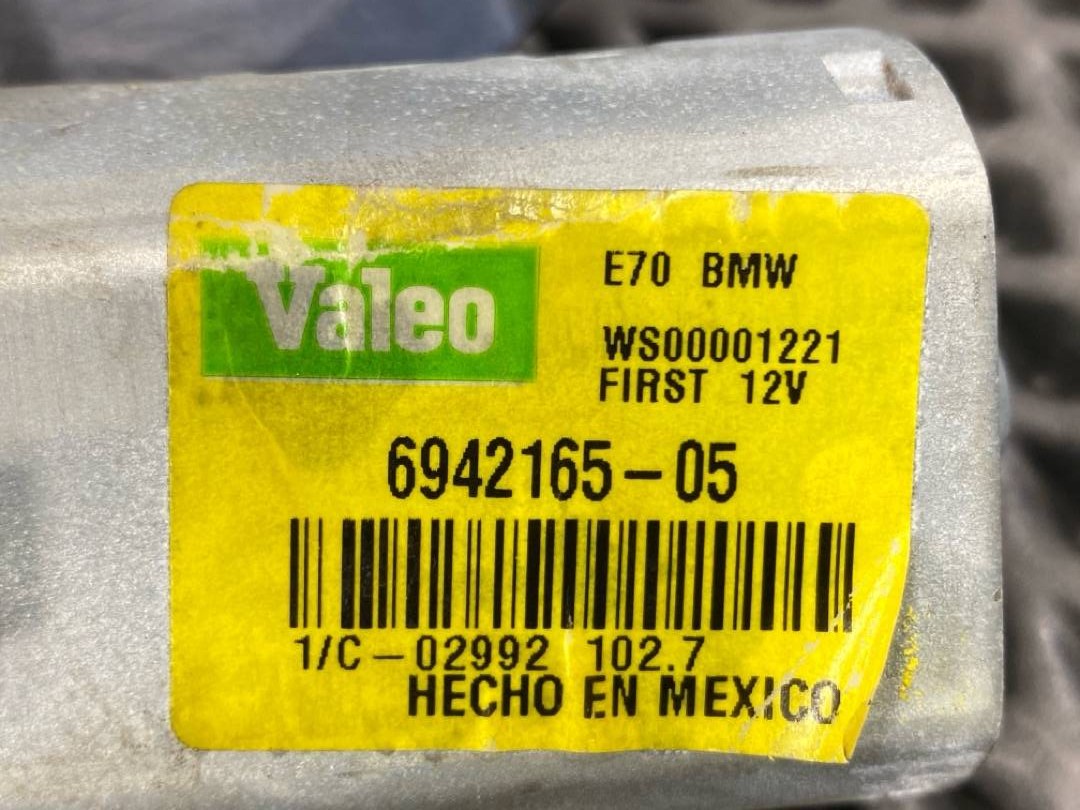 Valeo
E70 BMW
WS00001221
FIRST 12V
6942165-05
1/C-02992 102.7
HECHO EN MEXICO